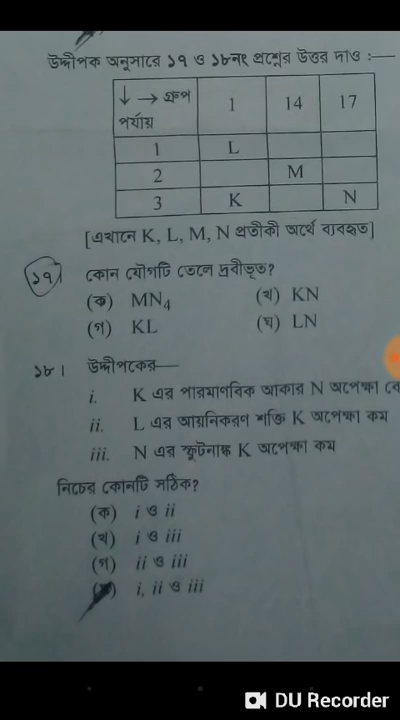 উদ্দীপক অনুসারে ১৭ ও ১৮নং প্রশ্নের উত্তর দাও :—
↓ → গ্রুপ 1 14 17
পর্যায়
1 L
2 M
3 K N
[এখানে K, L, M, N প্রতীকী অর্থে ব্যবহৃত]
১৭। কোন যৌগটি তেলে দ্রবীভূত?
(ক) MN₄ (খ) KN
(গ) KL (ঘ) LN
১৮। উদ্দীপকের—
i. K এর পারমাণবিক আকার N অপেক্ষা
ii. L এর আয়নিকরণ শক্তি K অপেক্ষা কম
iii. N এর স্ফুটনাঙ্ক K অপেক্ষা কম
নিচের কোনটি সঠিক?
(ক) i ও ii
(খ) i ও iii
(গ) ii ও iii
i, ii ও iii
DU Recorder